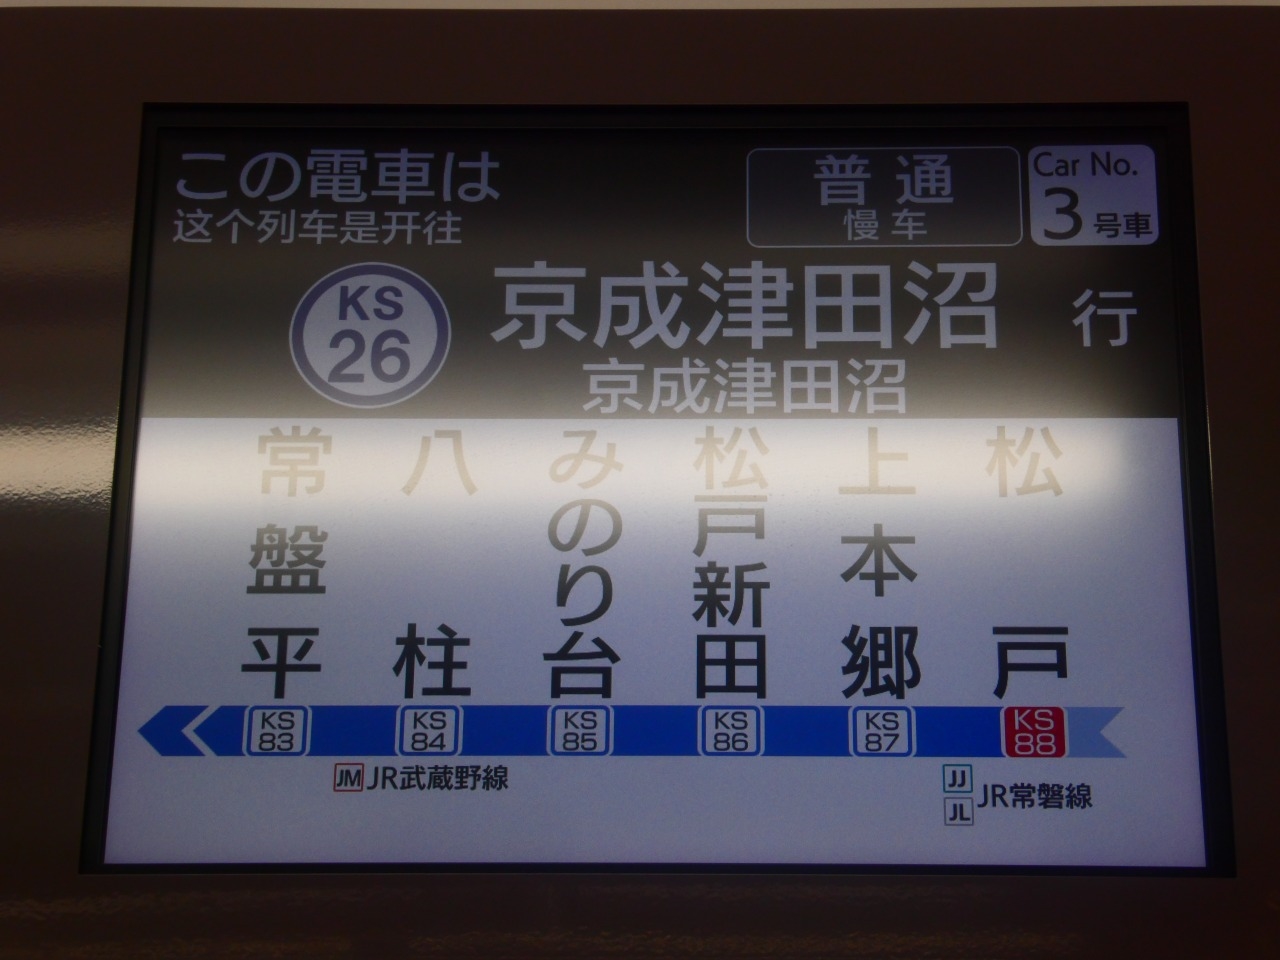 この電車は
这个列车是开往
普通
慢车
Car No.
3号車
KS
26
京成津田沼 行
京成津田沼
常盤平
八柱
みのり台
松戸新田
上本郷
松戸
KS
83
KS
84
KS
85
KS
86
KS
87
KS
88
JM JR武蔵野線
JJ
JL
JR常磐線